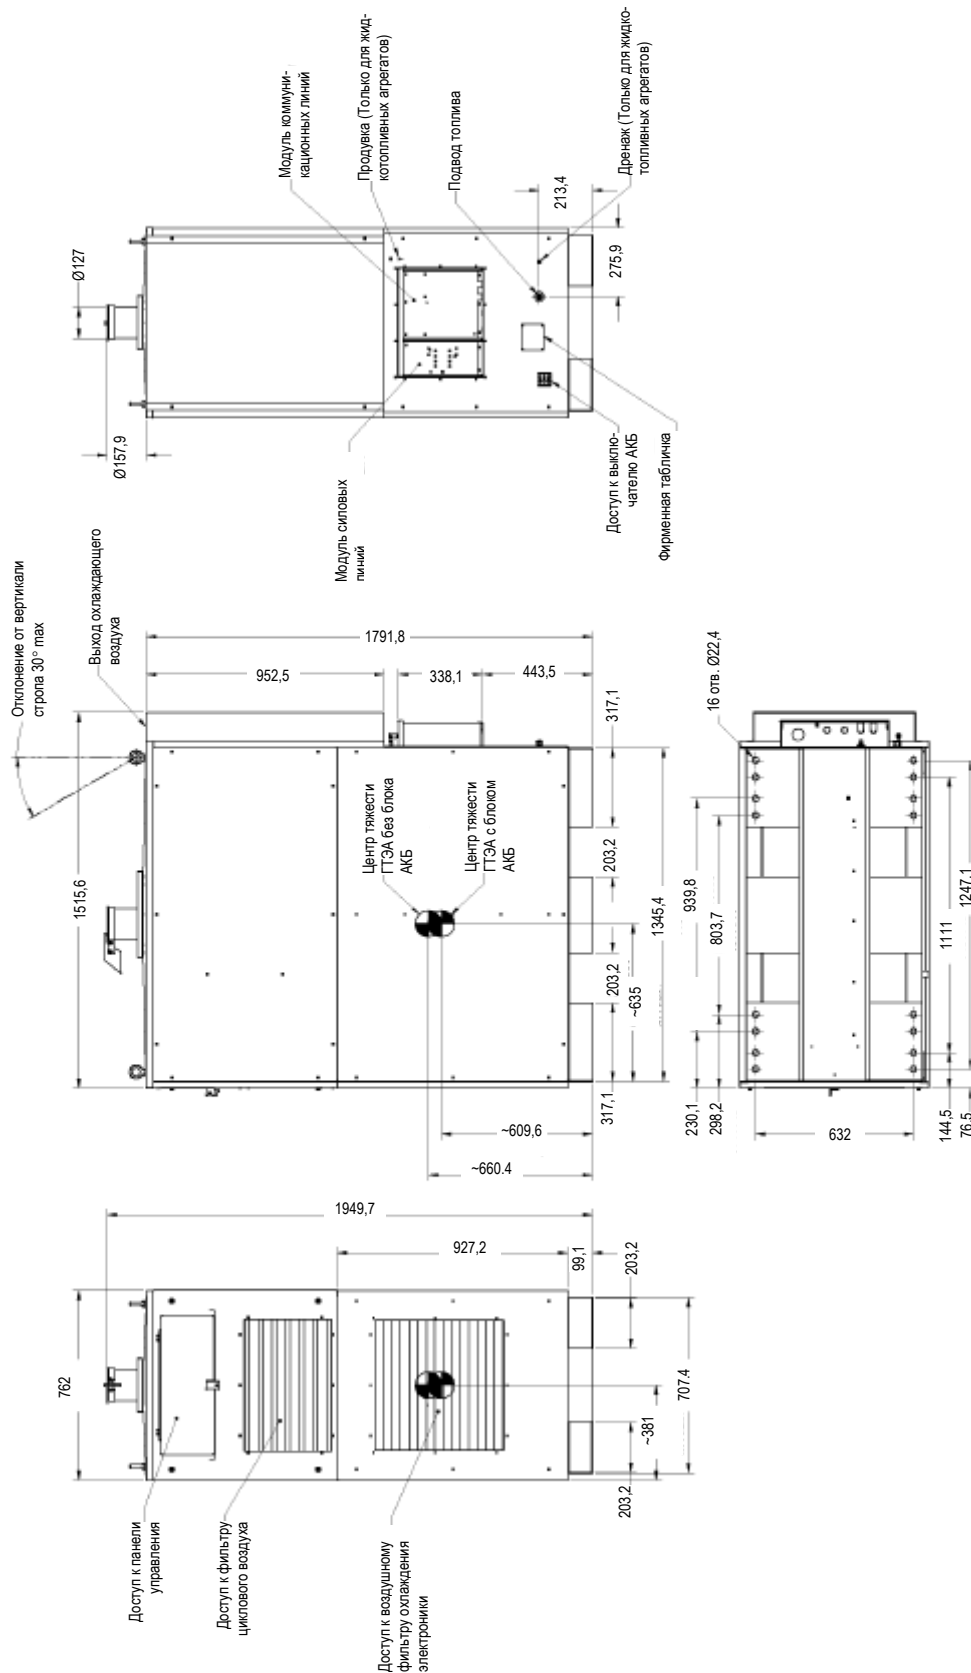 Ø127
Ø157,9
Модуль коммуни-
кационных линий
Продувка (Только для жид-
котопливных агрегатов)
Подвод топлива
Дренаж (Только для жидко-
топливных агрегатов)
213,4
275,9
Модуль силовых
линий
Доступ к выклю-
чателю АКБ
Фирменная табличка
Отклонение от вертикали
стропа 30° max
Выход охлаждающего
воздуха
1515,6
1791,8
952,5
338,1
443,5
317,1
Центр тяжести
ГТЭА без блока
АКБ
Центр тяжести
ГТЭА с блоком
АКБ
203,2
1345,4
203,2
~635
317,1
~609,6
~660.4
16 отв. Ø22,4
939,8
803,7
1247,1
1111
230,1
298,2
632
144,5
76,5
1949,7
927,2
99,1
203,2
762
707.4
~381
203,2
Доступ к панели
управления
Доступ к фильтру
циклового воздуха
Доступ к воздушному
фильтру охлаждения
электроники